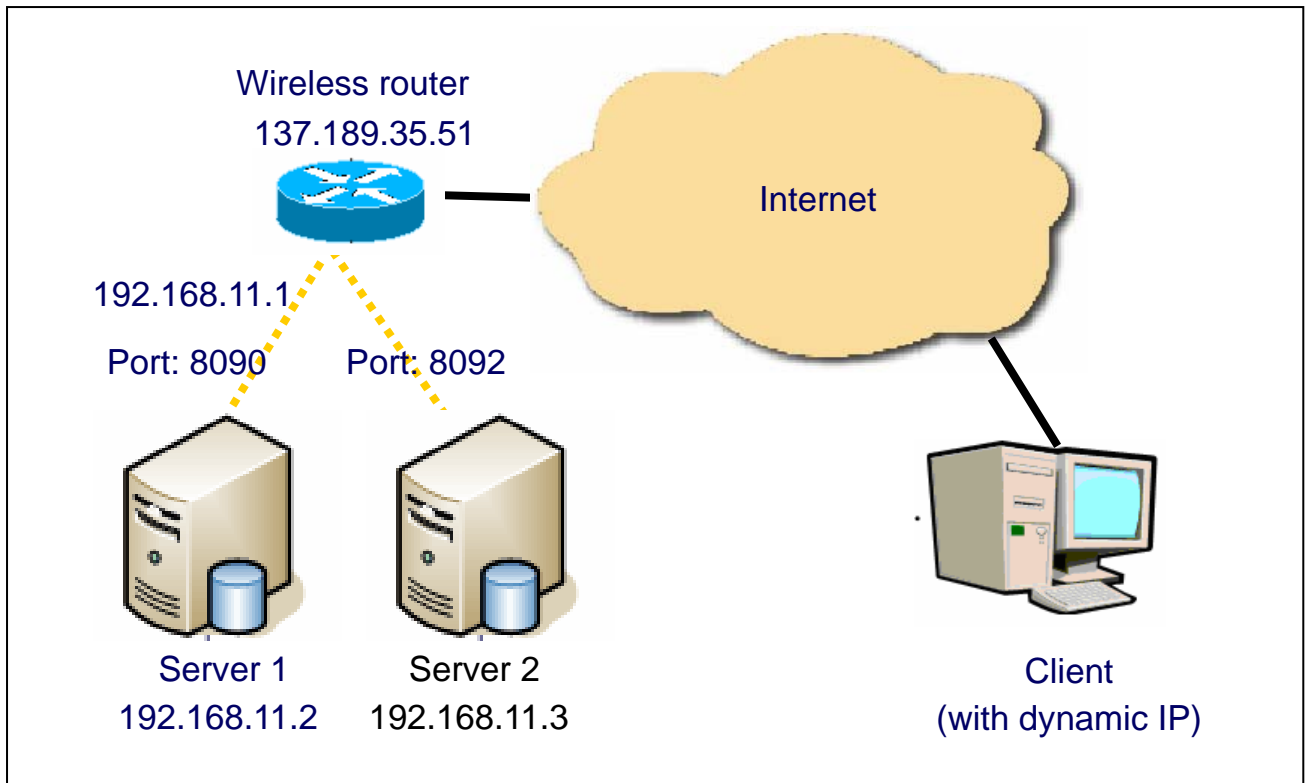 Wireless router
137.189.35.51
Internet
192.168.11.1
Port: 8090
Port: 8092
Server 1
192.168.11.2
Server 2
192.168.11.3
Client
(with dynamic IP)